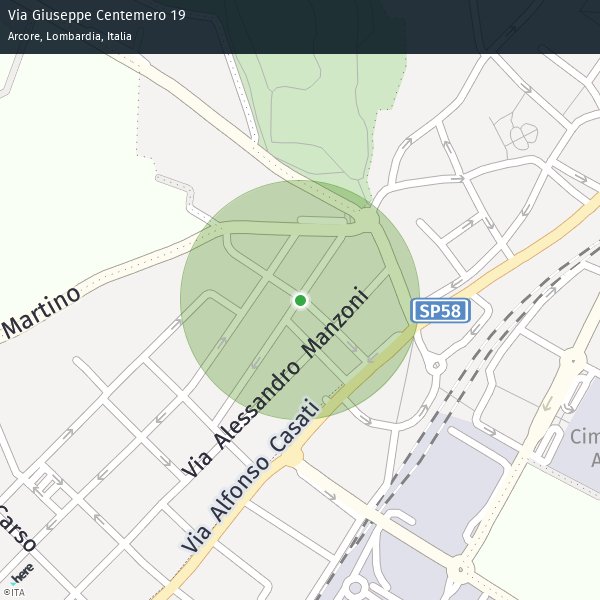 Via Giuseppe Centemero 19
Arcore, Lombardia, Italia
Martino
SP58
Via Alessandro Manzoni
Via Alfonso Casati
Cim
A
Carso
here
©ITA